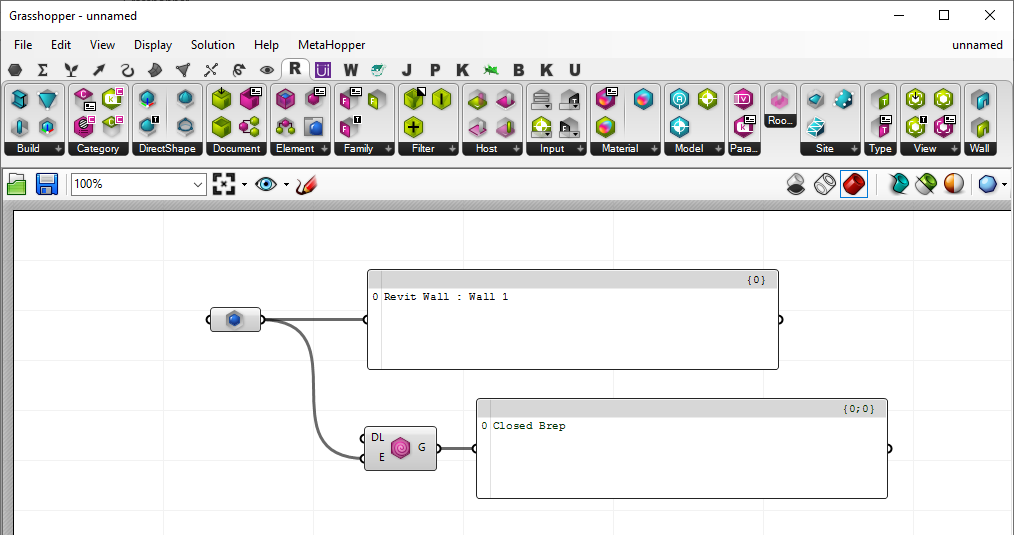 Grasshopper - unnamed
File Edit View Display Solution Help MetaHopper unnamed
R Uji W J P K B K U
Build Category DirectShape Document Element Family Filter Host Input Material Model Para... Roo... Site Type View Wall
100%
{0}
0 Revit Wall : Wall 1
{0;0}
0 Closed Brep
DL
E
G